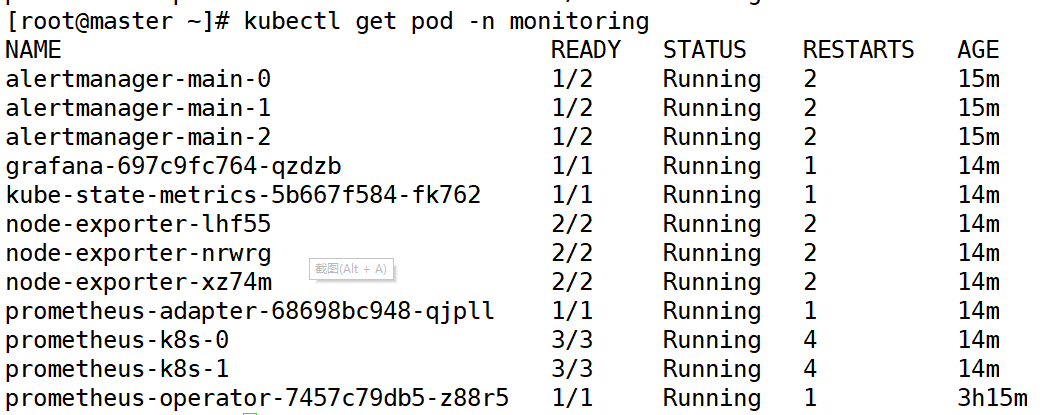 [root@master ~]# kubectl get pod -n monitoring
NAME READY STATUS RESTARTS AGE
alertmanager-main-0 1/2 Running 2 15m
alertmanager-main-1 1/2 Running 2 15m
alertmanager-main-2 1/2 Running 2 15m
grafana-697c9fc764-qzdzb 1/1 Running 1 14m
kube-state-metrics-5b667f584-fk762 1/1 Running 1 14m
node-exporter-lhf55 2/2 Running 2 14m
node-exporter-nrwrg 2/2 Running 2 14m
截图(Alt + A)
node-exporter-xz74m 2/2 Running 2 14m
prometheus-adapter-68698bc948-qjpll 1/1 Running 1 14m
prometheus-k8s-0 3/3 Running 4 14m
prometheus-k8s-1 3/3 Running 4 14m
prometheus-operator-7457c79db5-z88r5 1/1 Running 1 3h15m